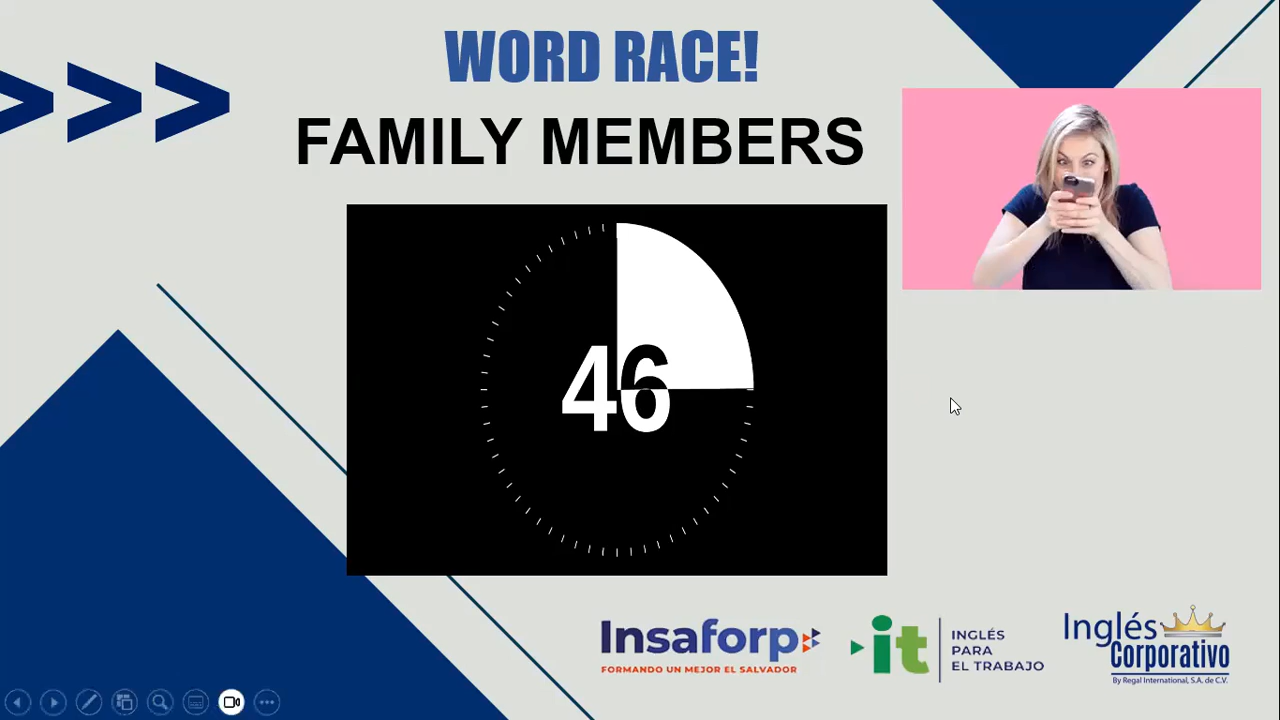 WORD RACE!
FAMILY MEMBERS
46
Insaforp
FORMANDO UN MEJOR EL SALVADOR
it
INGLÉS
PARA
EL TRABAJO
Inglés
Corporativo
By Regal International, S.A. de C.V.